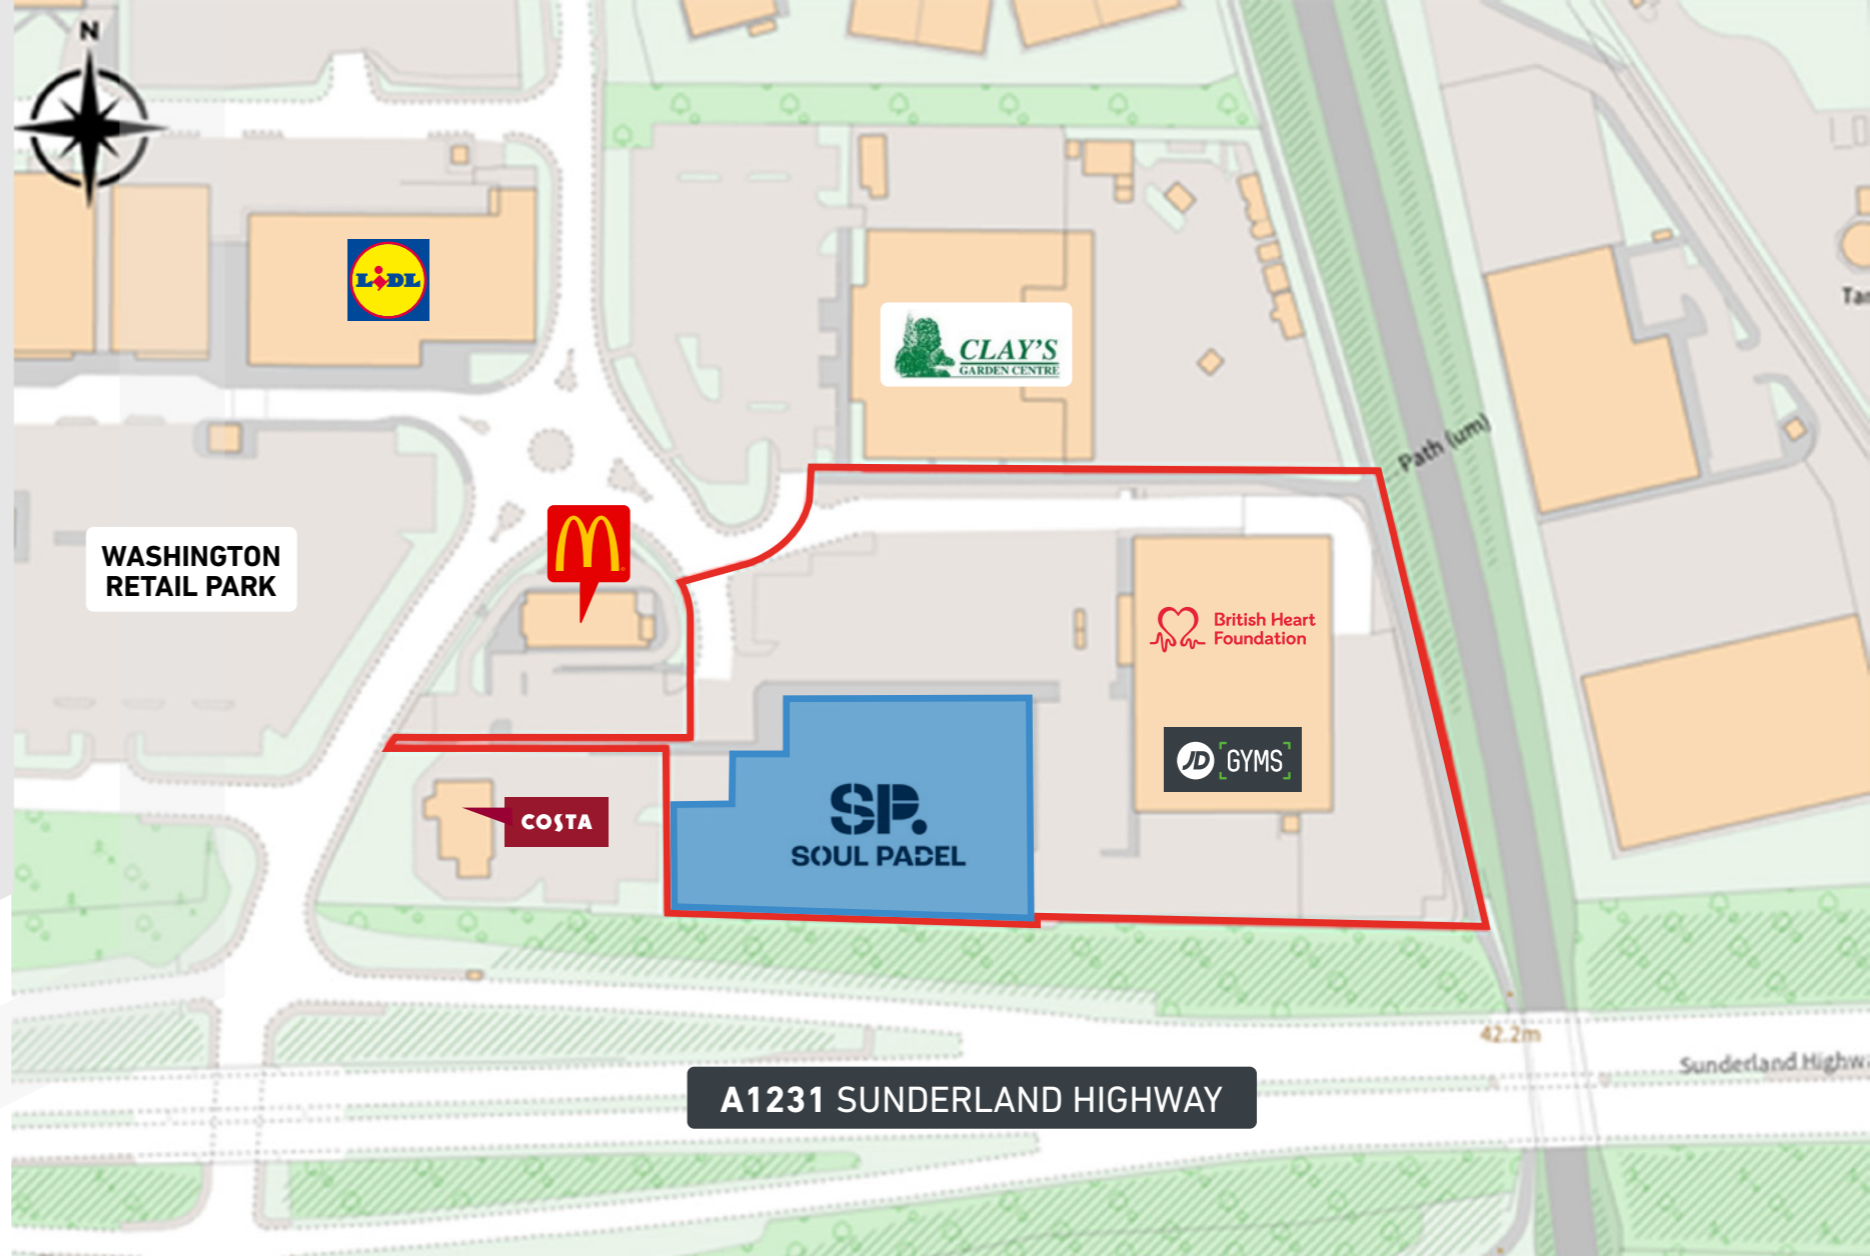 N
LIDL
CLAY'S
GARDEN CENTRE
Path (um)
WASHINGTON
RETAIL PARK
British Heart
Foundation
JD GYMS
COSTA
SP.
SOUL PADEL
42.2m
Sunderland
A1231 SUNDERLAND HIGHWAY